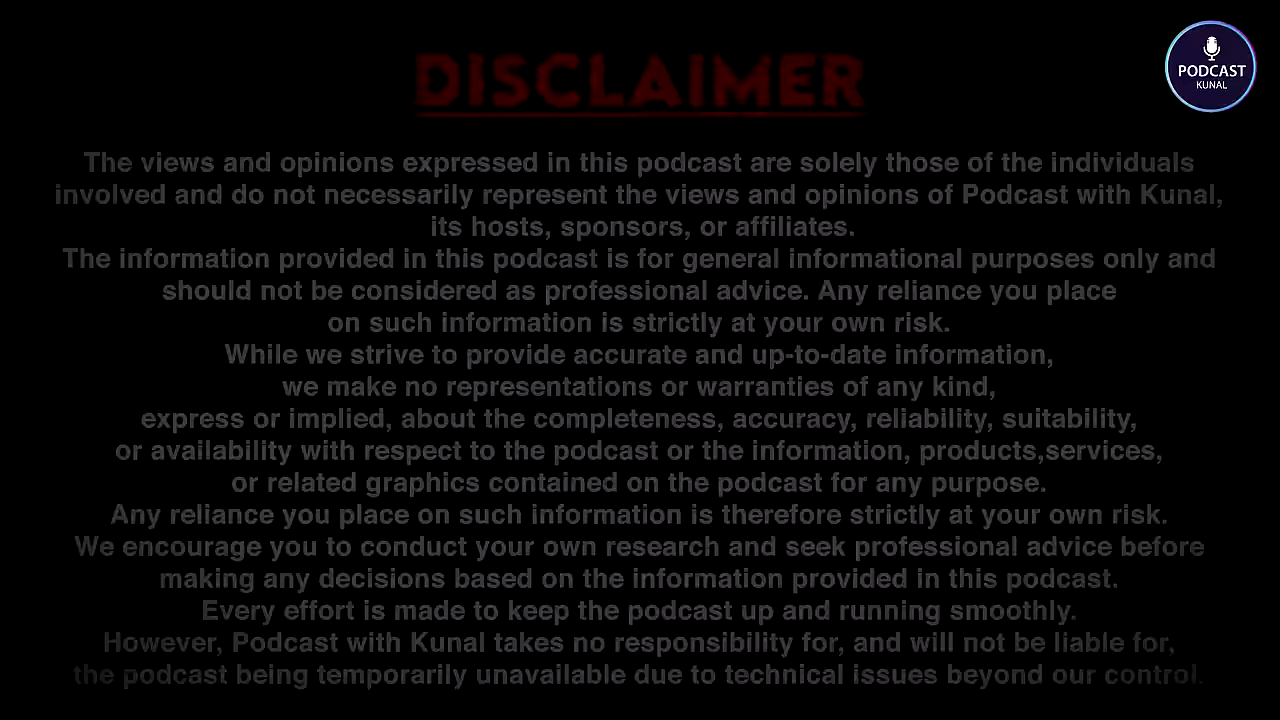 DISCLAIMER
PODCAST
KUNAL
The views and opinions expressed in this podcast are solely those of the individuals
involved and do not necessarily represent the views and opinions of Podcast with Kunal,
its hosts, sponsors, or affiliates.
The information provided in this podcast is for general informational purposes only and
should not be considered as professional advice. Any reliance you place
on such information is strictly at your own risk.
While we strive to provide accurate and up-to-date information,
we make no representations or warranties of any kind,
express or implied, about the completeness, accuracy, reliability, suitability,
or availability with respect to the podcast or the information, products,services,
or related graphics contained on the podcast for any purpose.
Any reliance you place on such information is therefore strictly at your own risk.
We encourage you to conduct your own research and seek professional advice before
making any decisions based on the information provided in this podcast.
Every effort is made to keep the podcast up and running smoothly.
However, Podcast with Kunal takes no responsibility for, and will not be liable for,
the podcast being temporarily unavailable due to technical issues beyond our control.